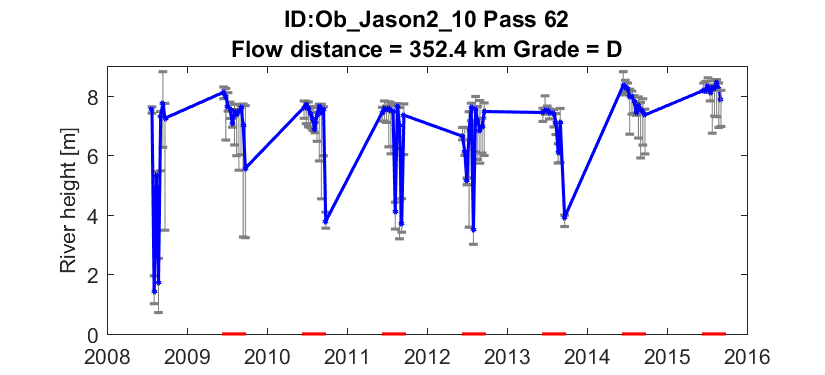 ID:Ob_Jason2_10 Pass 62
Flow distance = 352.4 km Grade = D
River height [m]
8
6
4
2
0
2008 2009 2010 2011 2012 2013 2014 2015 2016